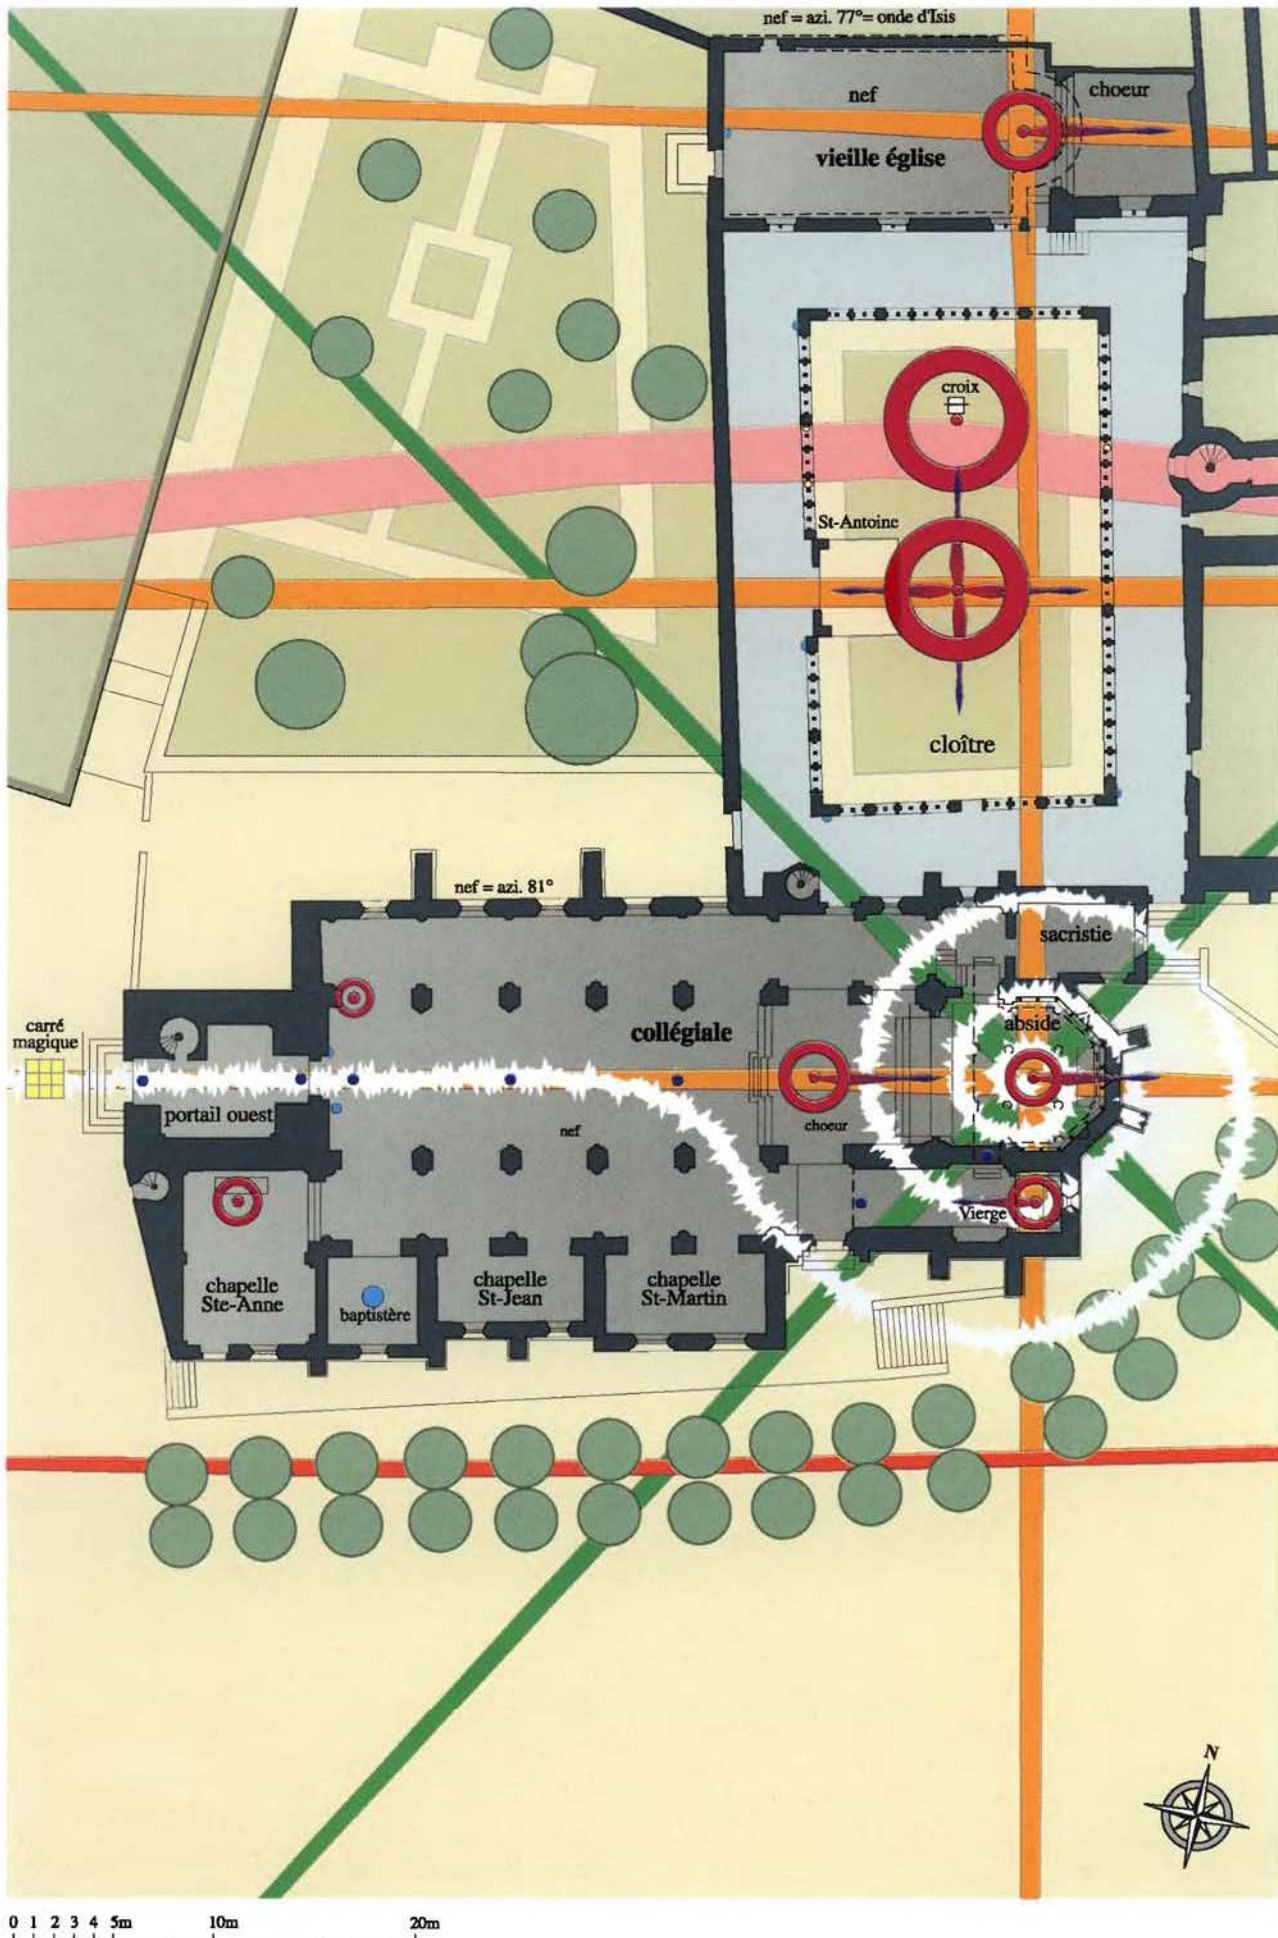 nef = azi. 77°= onde d'Isis
nef
choeur
vieille église
croix
St-Antoine
cloître
nef = azi. 81°
sacristie
carré
magique
collégiale
abside
portail ouest
nef
choeur
Vierge
chapelle
Ste-Anne
baptistère
chapelle
St-Jean
chapelle
St-Martin
N
0 1 2 3 4 5m 10m 20m